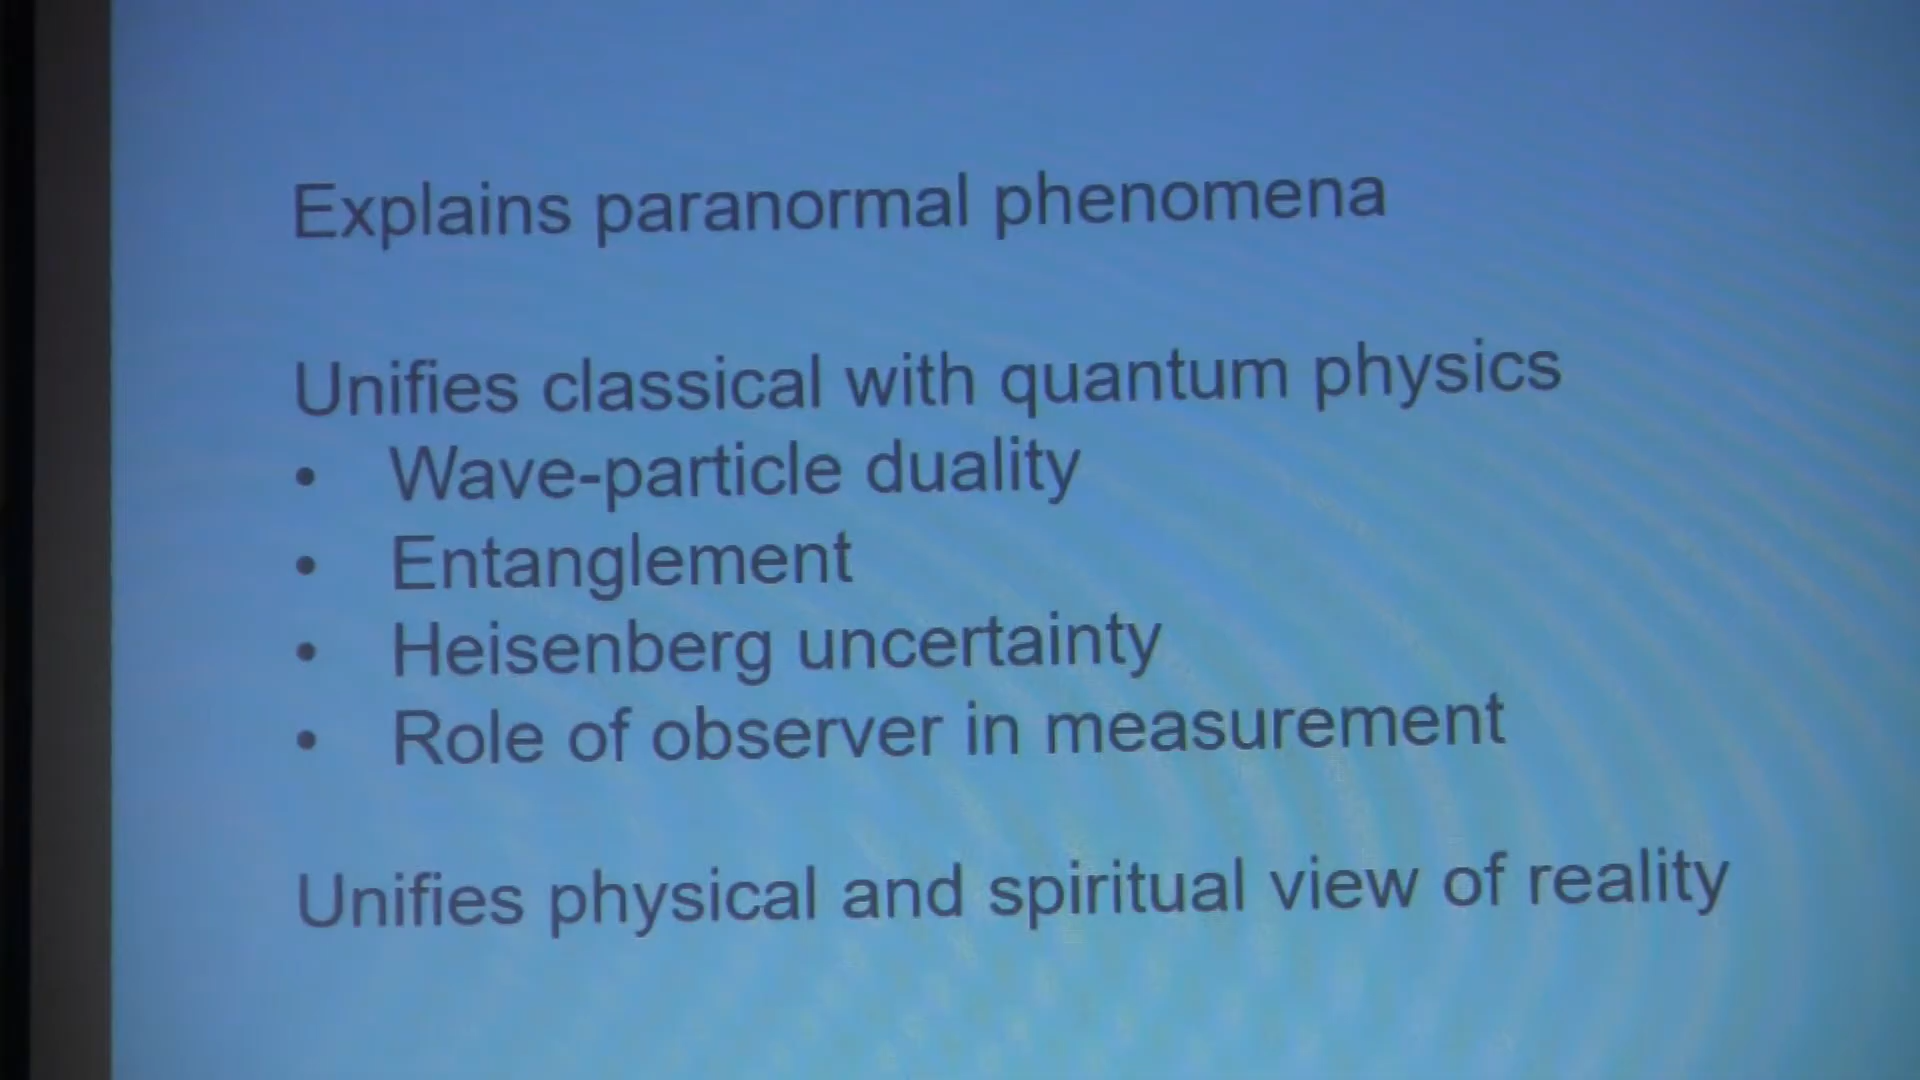 Explains paranormal phenomena
Unifies classical with quantum physics
• Wave-particle duality
• Entanglement
• Heisenberg uncertainty
• Role of observer in measurement
Unifies physical and spiritual view of reality